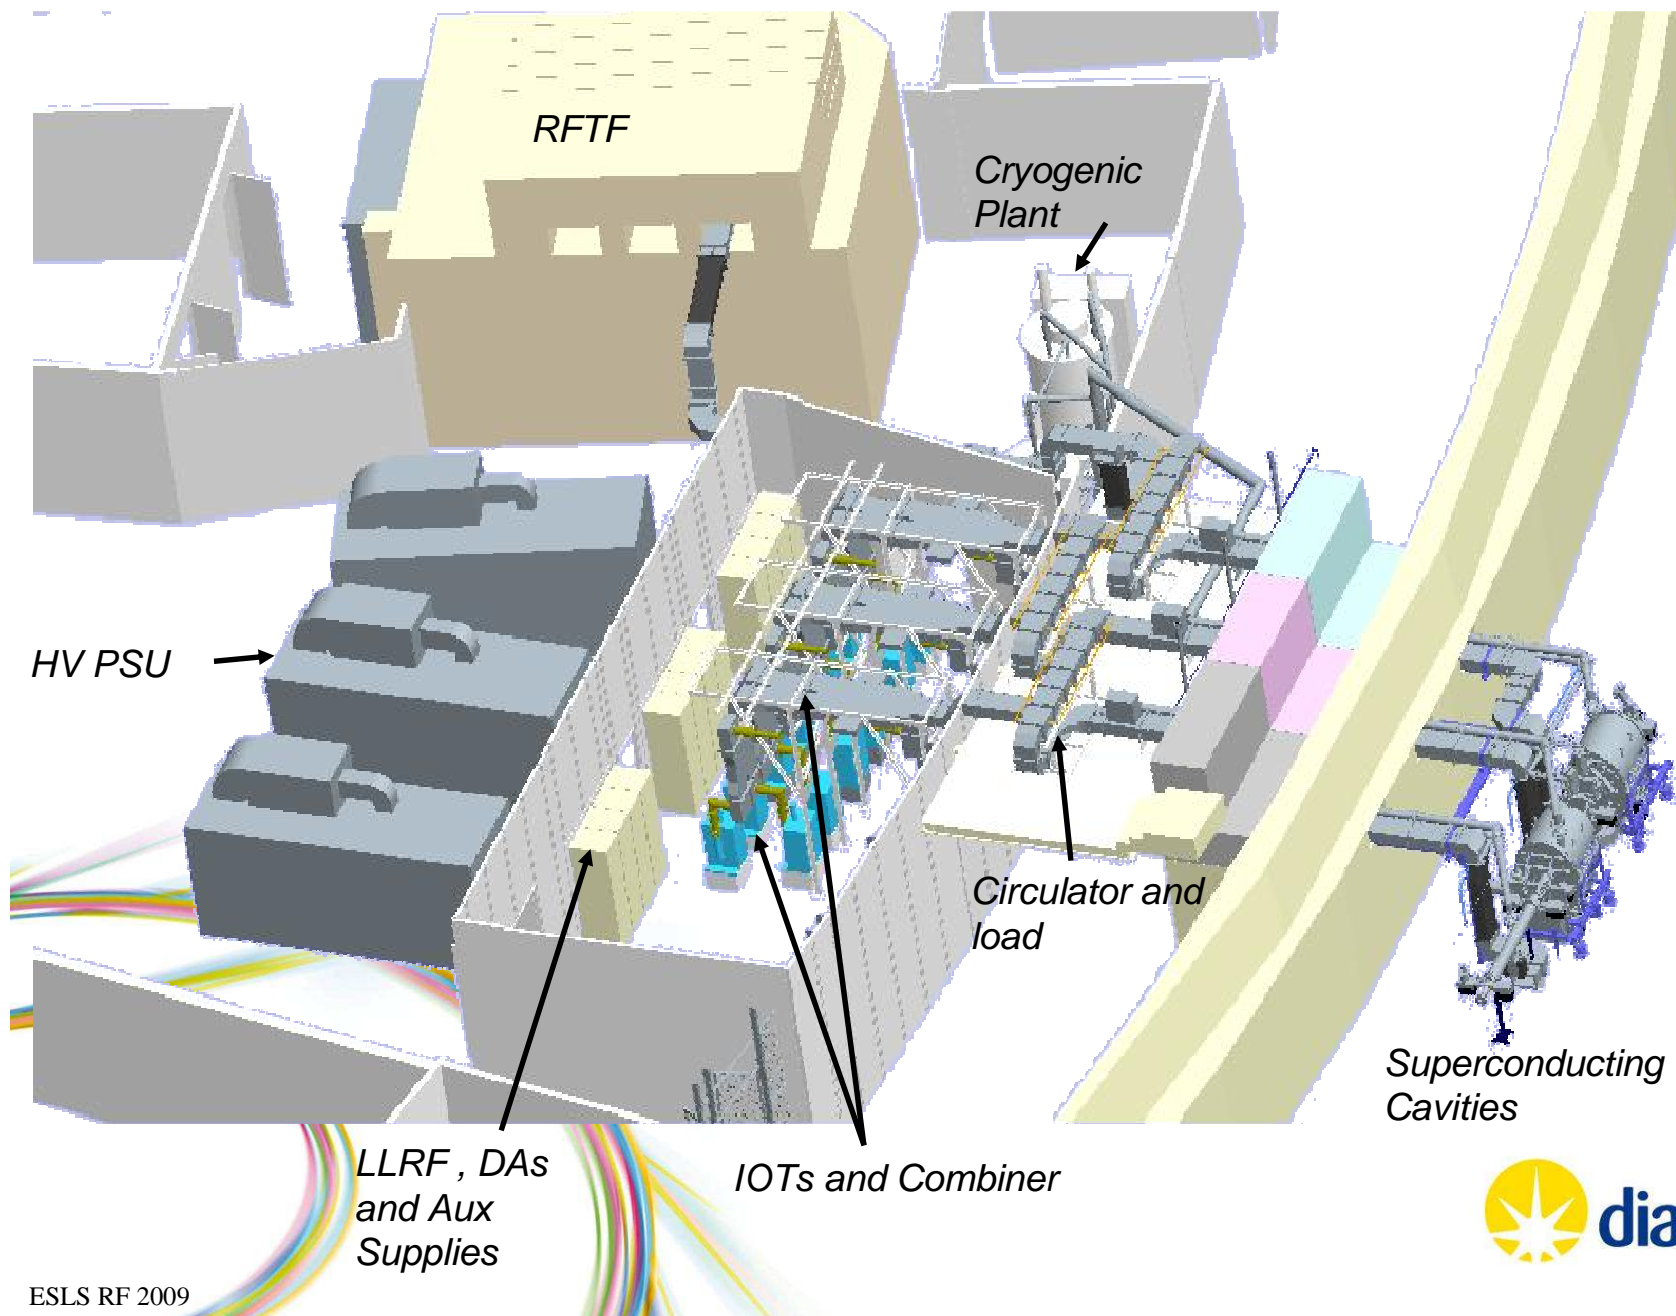 RFTF
Cryogenic
Plant
HV PSU
Circulator and
load
Superconducting
Cavities
LLRF , DAs
and Aux
Supplies
IOTs and Combiner
dia
ESLS RF 2009